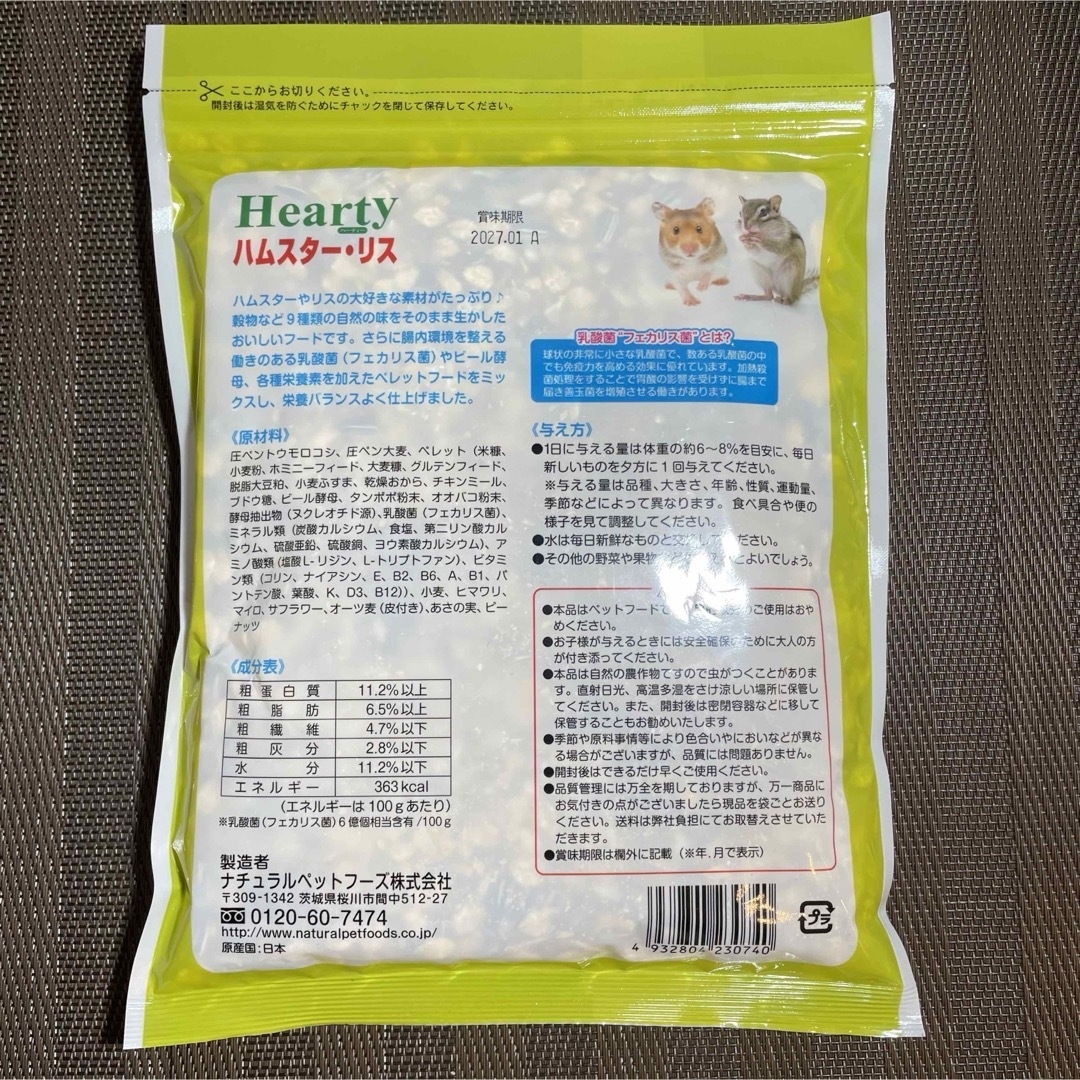 ここからお切りください。
開封後は湿気を防ぐためにチャックを閉じて保存してください。
Hearty
ハーティー
ハムスター・リス
賞味期限
2027.01 A
ハムスターやリスの大好きな素材がたっぷり♪
穀物など9種類の自然の味をそのまま生かした
おいしいフードです。さらに腸内環境を整える
働きのある乳酸菌(フェカリス菌)やビール酵
母、各種栄養素を加えたペレットフードをミッ
クスし、栄養バランスよく仕上げました。
乳酸菌“フェカリス菌”とは?
球状の非常に小さな乳酸菌で、数ある乳酸菌の中
でも免疫力を高める効果に優れています。加熱殺
菌処理をすることで胃酸の影響を受けずに腸まで
届き善玉菌を増殖させる働きがあります。
《原材料》
圧ペントウモロコシ、圧ペン大麦、ペレット(米糠、
小麦粉、ホミニーフィード、大麦糠、グルテンフィード、
脱脂大豆粕、小麦ふすま、乾燥おから、チキンミール、
ブドウ糖、ビール酵母、タンポポ粉末、オオバコ粉末、
酵母抽出物(ヌクレオチド源)、乳酸菌(フェカリス菌)、
ミネラル類(炭酸カルシウム、食塩、第二リン酸カル
シウム、硫酸亜鉛、硫酸銅、ヨウ素酸カルシウム)、ア
ミノ酸類(塩酸L-リジン、L-トリプトファン)、ビタミ
ン類(コリン、ナイアシン、E、B2、B6、A、B1、パ
ントテン酸、葉酸、K、D3、B12))、小麦、ヒマワリ、
マイロ、サフラワー、オーツ麦(皮付き)、あさの実、ピー
ナッツ
《成分表》
粗蛋白質 11.2%以上
粗脂肪 6.5%以上
粗繊維 4.7%以下
粗灰分 2.8%以下
水分 11.2%以下
エネルギー 363kcal
(エネルギーは100gあたり)
※乳酸菌(フェカリス菌)6億個相当含有/100g
製造者
ナチュラルペットフーズ株式会社
〒309-1342 茨城県桜川市間中512-27
0120-60-7474
http://www.naturalpetfoods.co.jp/
原産国:日本
《与え方》
●1日に与える量は体重の約6〜8%を目安に、毎日
新しいものを夕方に1回与えてください。
※与える量は品種、大きさ、年齢、性質、運動量、
季節などによって異なります。食べ具合や便の
様子を見て調整してください。
●水は毎日新鮮なものと交換してください。
●その他の野菜や果物などを よいでしょう。
●本品はペットフードで のご使用はおや
めください。
●お子様が与えるときには安全確保のために大人の方
が付き添ってください。
●本品は自然の農作物ですので虫がつくことがありま
す。直射日光、高温多湿をさけ涼しい場所に保管し
てください。また、開封後は密閉容器などに移して
保管することもお勧めいたします。
●季節や原料事情等により色合いやにおいなどが異な
る場合がございますが、品質には問題ありません。
●開封後はできるだけ早くご使用ください。
●品質管理には万全を期しておりますが、万一商品に
お気付きの点がございましたら現品を袋ごとお送り
ください。送料は弊社負担にてお取替えさせていた
だきます。
●賞味期限は欄外に記載(※年.月で表示)
4 932804 230740
プラ